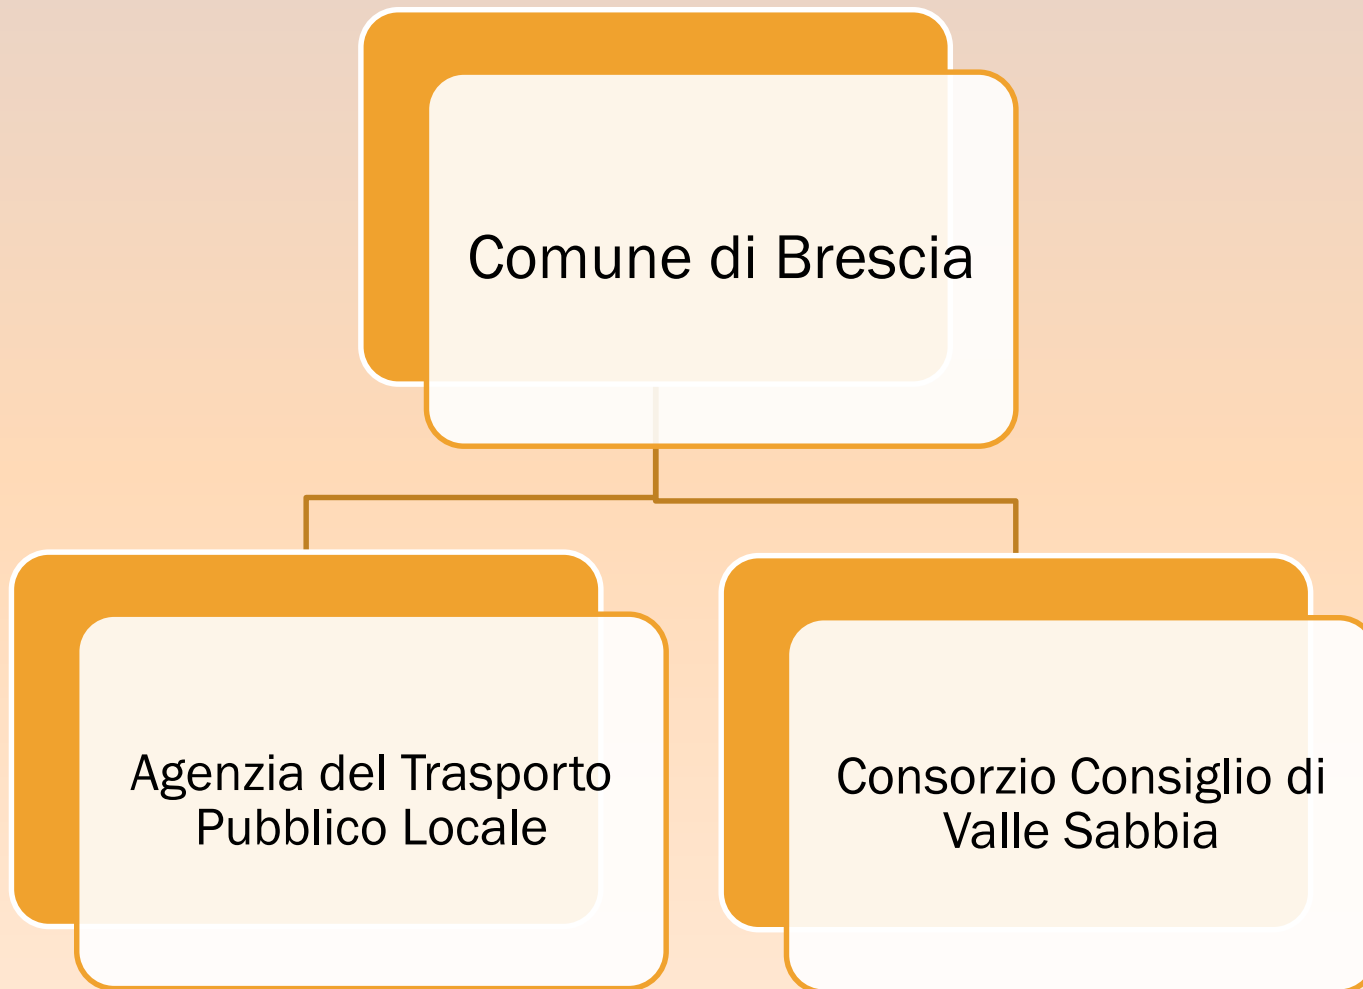 Comune di Brescia
Agenzia del Trasporto
Pubblico Locale
Consorzio Consiglio di
Valle Sabbia